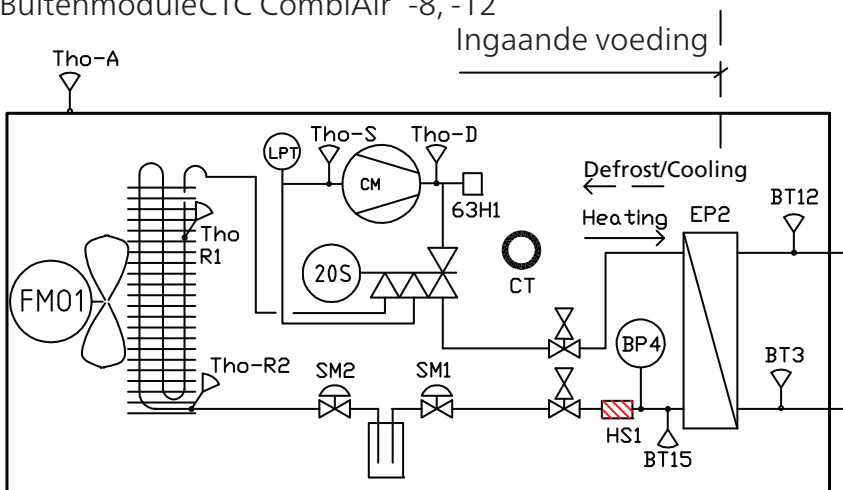 BuitenmoduleCTC CombiAir -8, -12
Ingaande voeding
Tho-A
LPT
Tho-S
Tho-D
CM
63H1
Defrost/Cooling
Heating
EP2
BT12
Tho
R1
20S
CT
FM01
BP4
Tho-R2
SM2
SM1
BT3
HS1
BT15